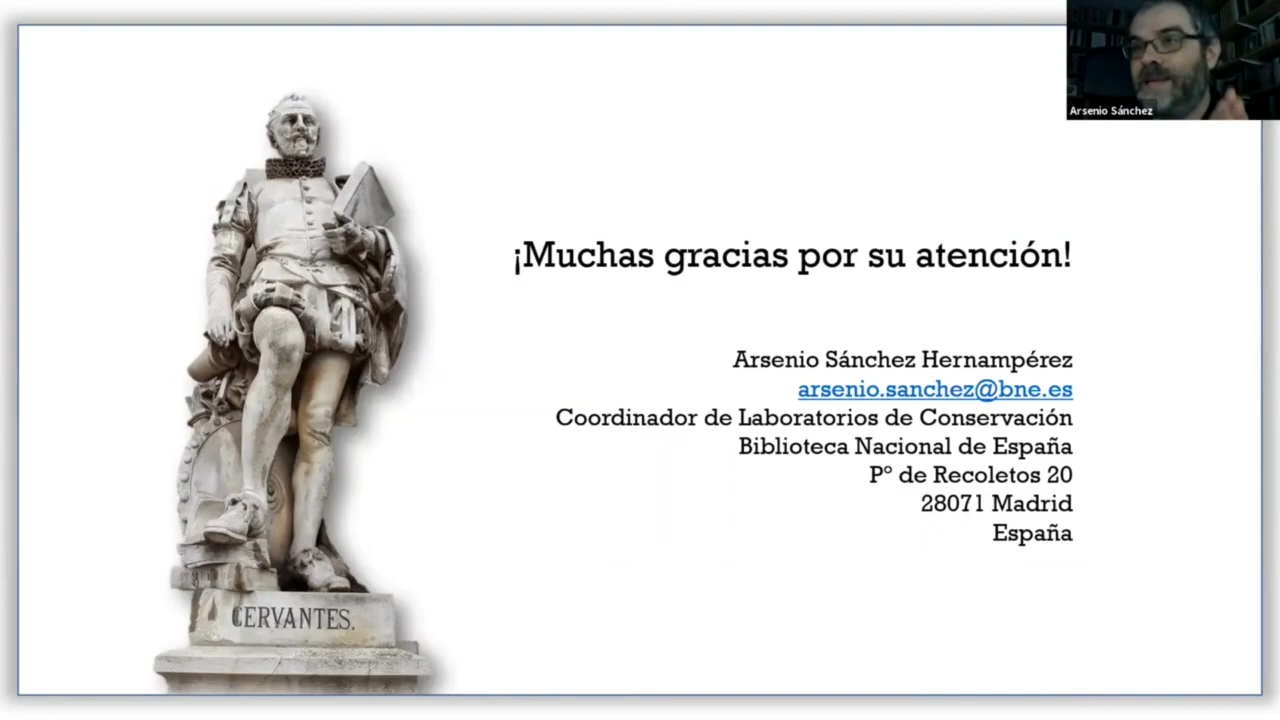 Arsenio Sánchez
¡Muchas gracias por su atención!
Arsenio Sánchez Hernampérez
arsenio.sanchez@bne.es
Coordinador de Laboratorios de Conservación
Biblioteca Nacional de España
Pº de Recoletos 20
28071 Madrid
España
CERVANTES.